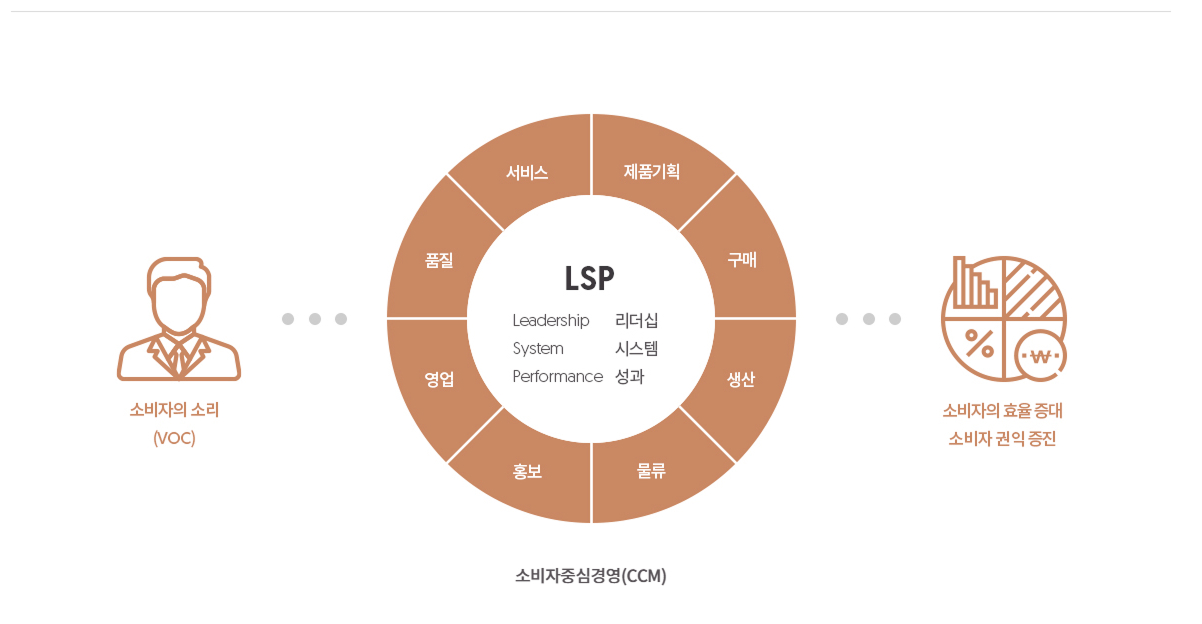 서비스
제품기획
품질
구매
LSP
Leadership 리더십
System 시스템
Performance 성과
영업
생산
홍보
물류
소비자의 소리
(VOC)
%
₩
소비자의 효율 증대
소비자 권익 증진
소비자중심경영(CCM)